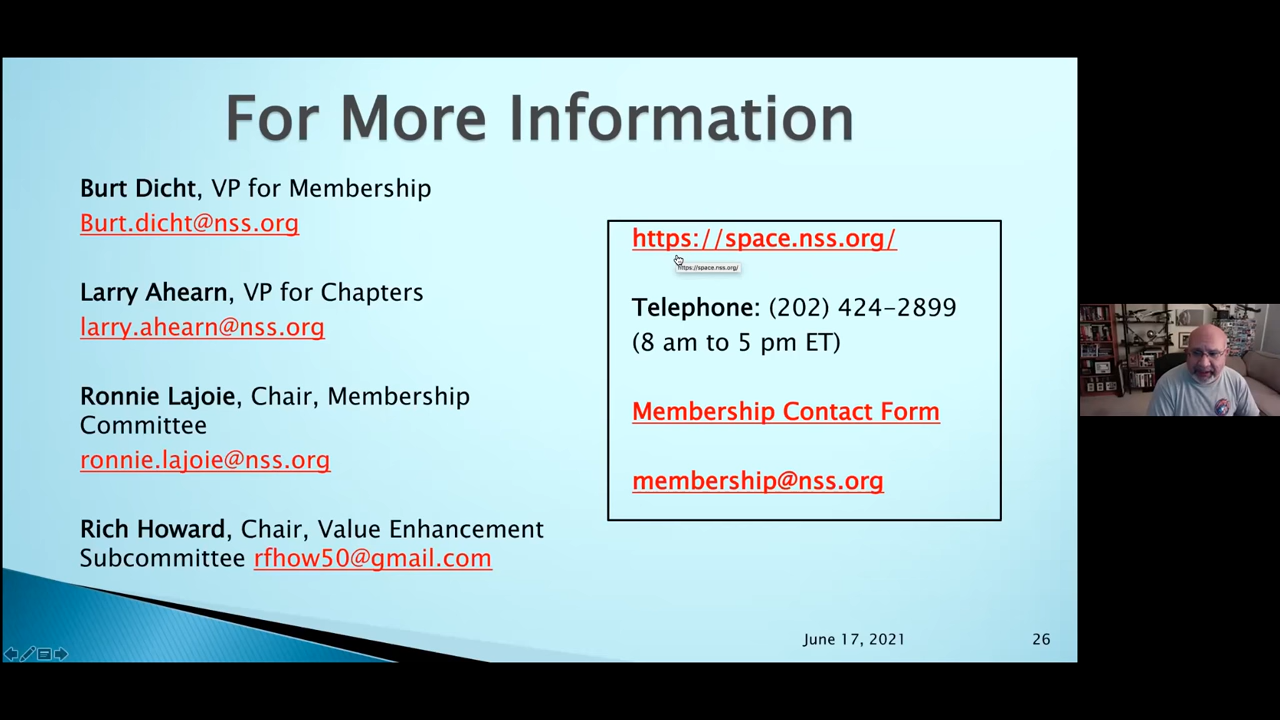 For More Information
Burt Dicht, VP for Membership
Burt.dicht@nss.org
Larry Ahearn, VP for Chapters
larry.ahearn@nss.org
Ronnie Lajoie, Chair, Membership
Committee
ronnie.lajoie@nss.org
Rich Howard, Chair, Value Enhancement
Subcommittee rfhow50@gmail.com
https://space.nss.org/
https://space.nss.org/
Telephone: (202) 424-2899
(8 am to 5 pm ET)
Membership Contact Form
membership@nss.org
June 17, 2021
26